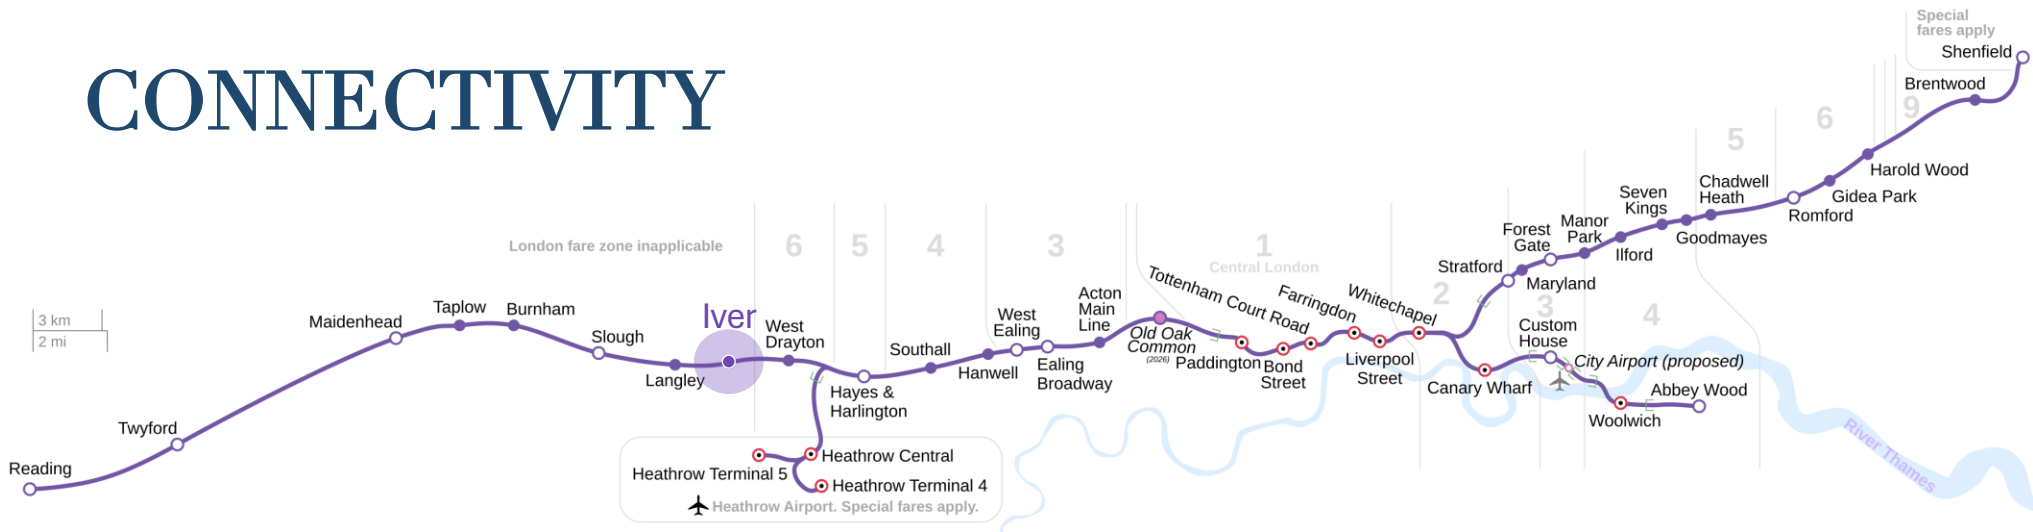 CONNECTIVITY
Special
fares apply
Shenfield
Brentwood
9
6
5
Harold Wood
Gidea Park
Romford
Chadwell
Heath
Goodmayes
Seven
Kings
Ilford
Manor
Park
Forest
Gate
Maryland
Stratford
London fare zone inapplicable
6
5
4
3
1
Central London
2
3
4
3 km
2 mi
Reading
Twyford
Maidenhead
Taplow
Burnham
Slough
Langley
Iver
West
Drayton
Hayes &
Harlington
Southall
Hanwell
West
Ealing
Ealing
Broadway
Acton
Main
Line
Old Oak
Common
(2026)
Paddington
Bond
Street
Tottenham Court Road
Farringdon
Liverpool
Street
Whitechapel
Canary Wharf
Custom
House
City Airport (proposed)
Woolwich
Abbey Wood
Heathrow Central
Heathrow Terminal 5
Heathrow Terminal 4
Heathrow Airport. Special fares apply.
River Thames